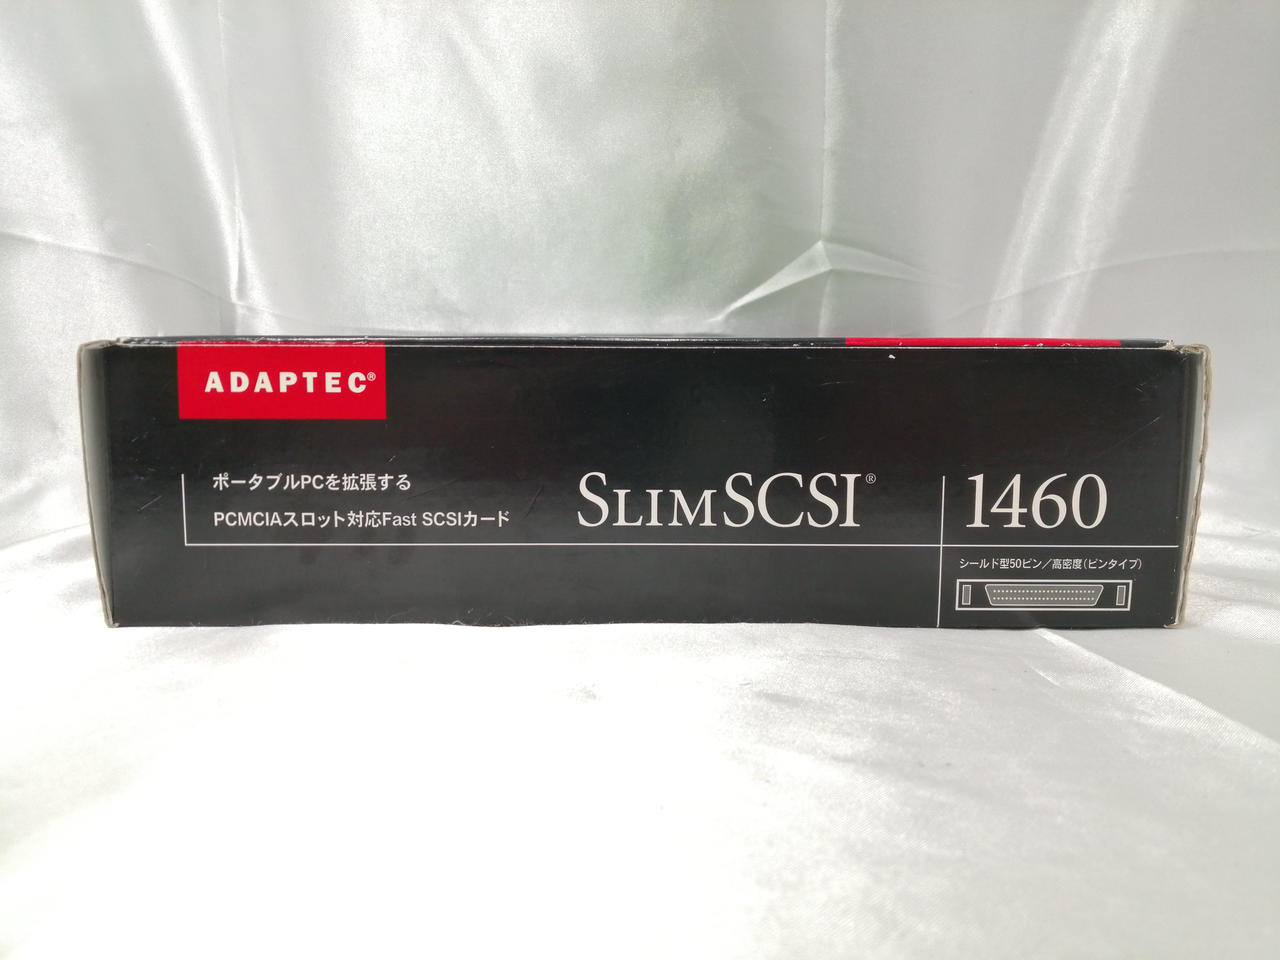 ADAPTEC®
ポータブルPCを拡張する
PCMCIAスロット対応Fast SCSIカード
SLIMSCSI®
1460
シールド型50ピン／高密度(ピンタイプ)